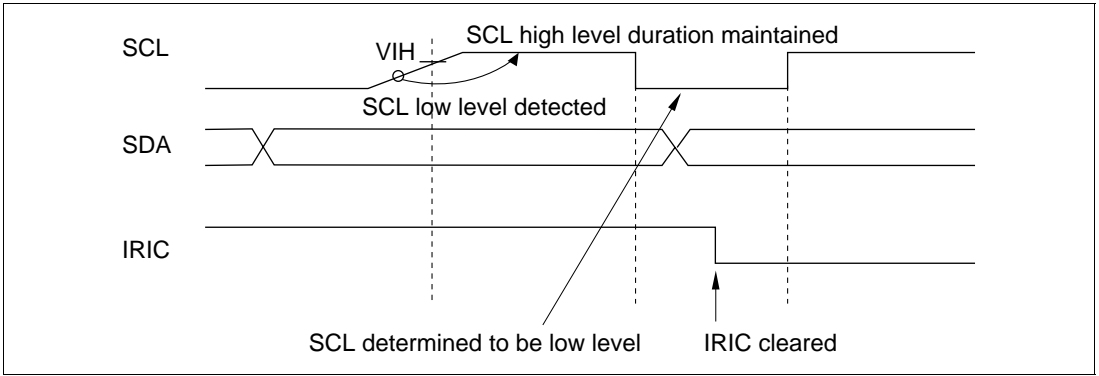 SCL
VIH
SCL high level duration maintained
SCL low level detected
SDA
IRIC
SCL determined to be low level
IRIC cleared